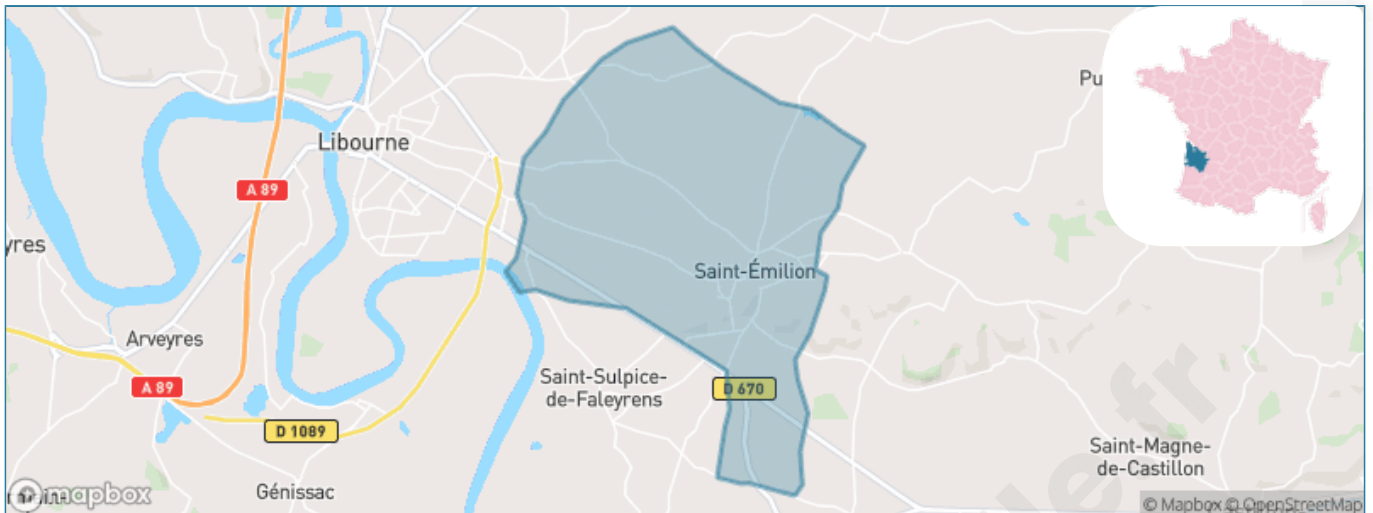 Pu
Libourne
A 89
yres
Saint-Émilion
Arveyres
A 89
Saint-Sulpice-
de-Faleyrens
D 670
D 1089
Saint-Magne-
de-Castillon
Génissac
mapbox
© Mapbox © OpenStreetMap